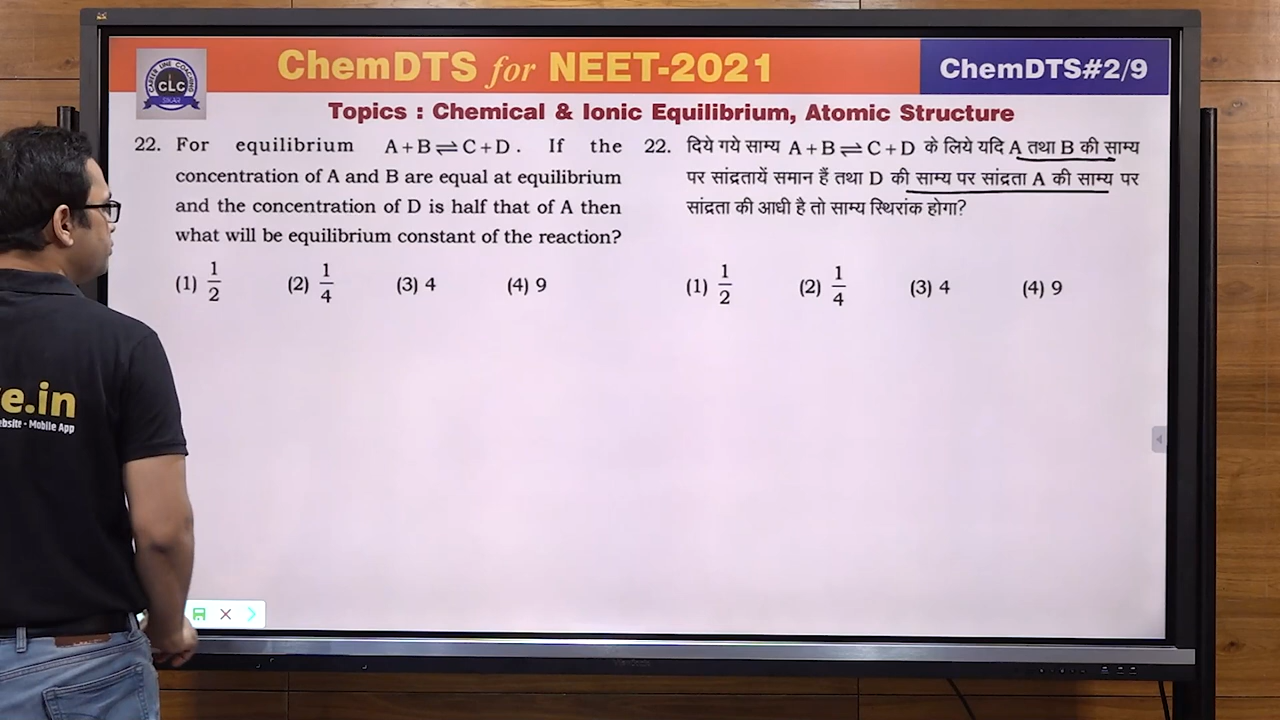 ChemDTS for NEET-2021
ChemDTS#2/9
CAREER LINE COACHING
CLC
SIKAR
Topics : Chemical & Ionic Equilibrium, Atomic Structure
22. For equilibrium A+B⇌C+D. If the
concentration of A and B are equal at equilibrium
and the concentration of D is half that of A then
what will be equilibrium constant of the reaction?
(1) 1/2 (2) 1/4 (3) 4 (4) 9
22. दिये गये साम्य A+B⇌C+D के लिये यदि A तथा B की साम्य
पर सांद्रतायें समान हैं तथा D की साम्य पर सांद्रता A की साम्य पर
सांद्रता की आधी है तो साम्य स्थिरांक होगा?
(1) 1/2 (2) 1/4 (3) 4 (4) 9
e.in
ebsite - Mobile App